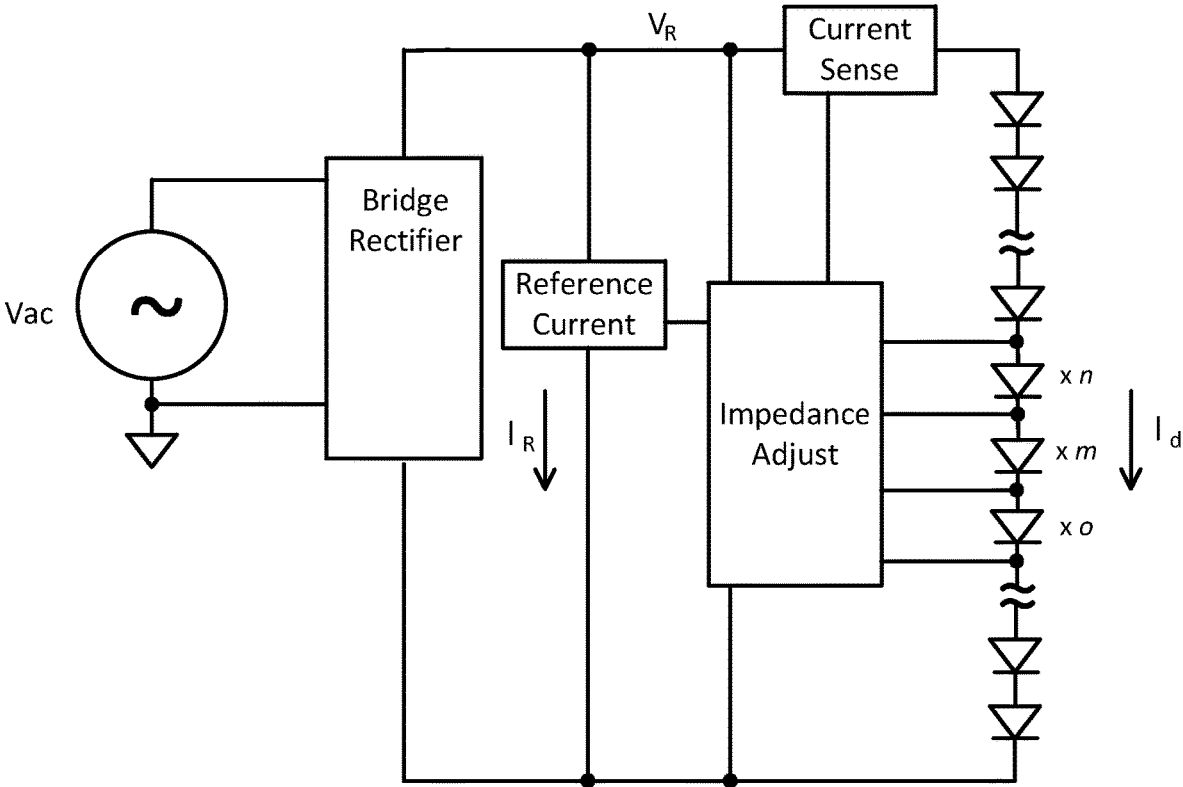 V_R
Current
Sense
Bridge
Rectifier
Reference
Current
Vac
x n
Impedance
Adjust
I_R
I_d
x m
x o